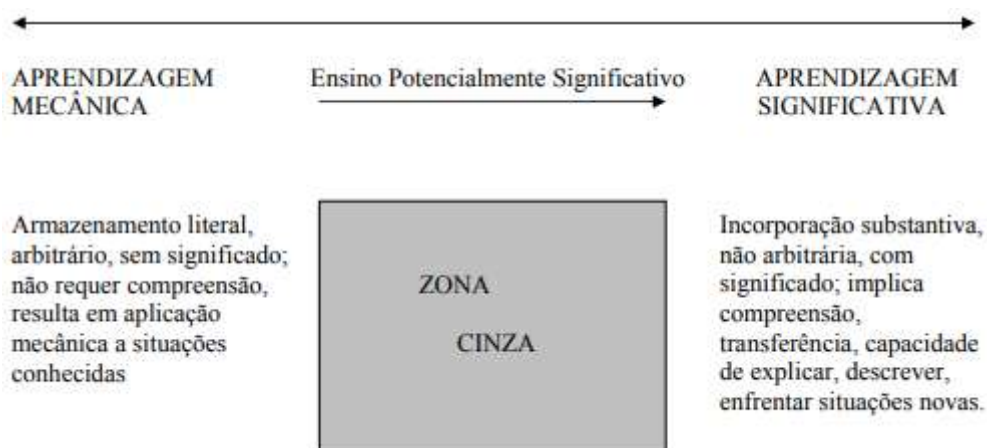 APRENDIZAGEM
MECÂNICA
Ensino Potencialmente Significativo
APRENDIZAGEM
SIGNIFICATIVA
Armazenamento literal,
arbitrário, sem significado;
não requer compreensão,
resulta em aplicação
mecânica a situações
conhecidas
ZONA
CINZA
Incorporação substantiva,
não arbitrária, com
significado; implica
compreensão,
transferência, capacidade
de explicar, descrever,
enfrentar situações novas.